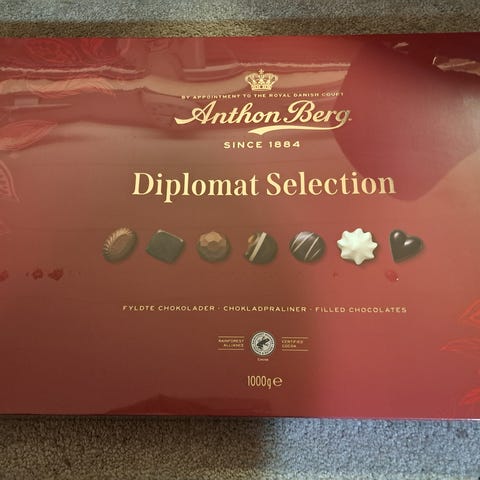 BY APPOINTMENT TO THE ROYAL DANISH COURT
Anthon Berg
SINCE 1884
Diplomat Selection
FYLDTE CHOKOLADER · CHOKLADPRALINER · FILLED CHOCOLATES
RAINFOREST ALLIANCE
CERTIFIED COCOA
1000g ℮